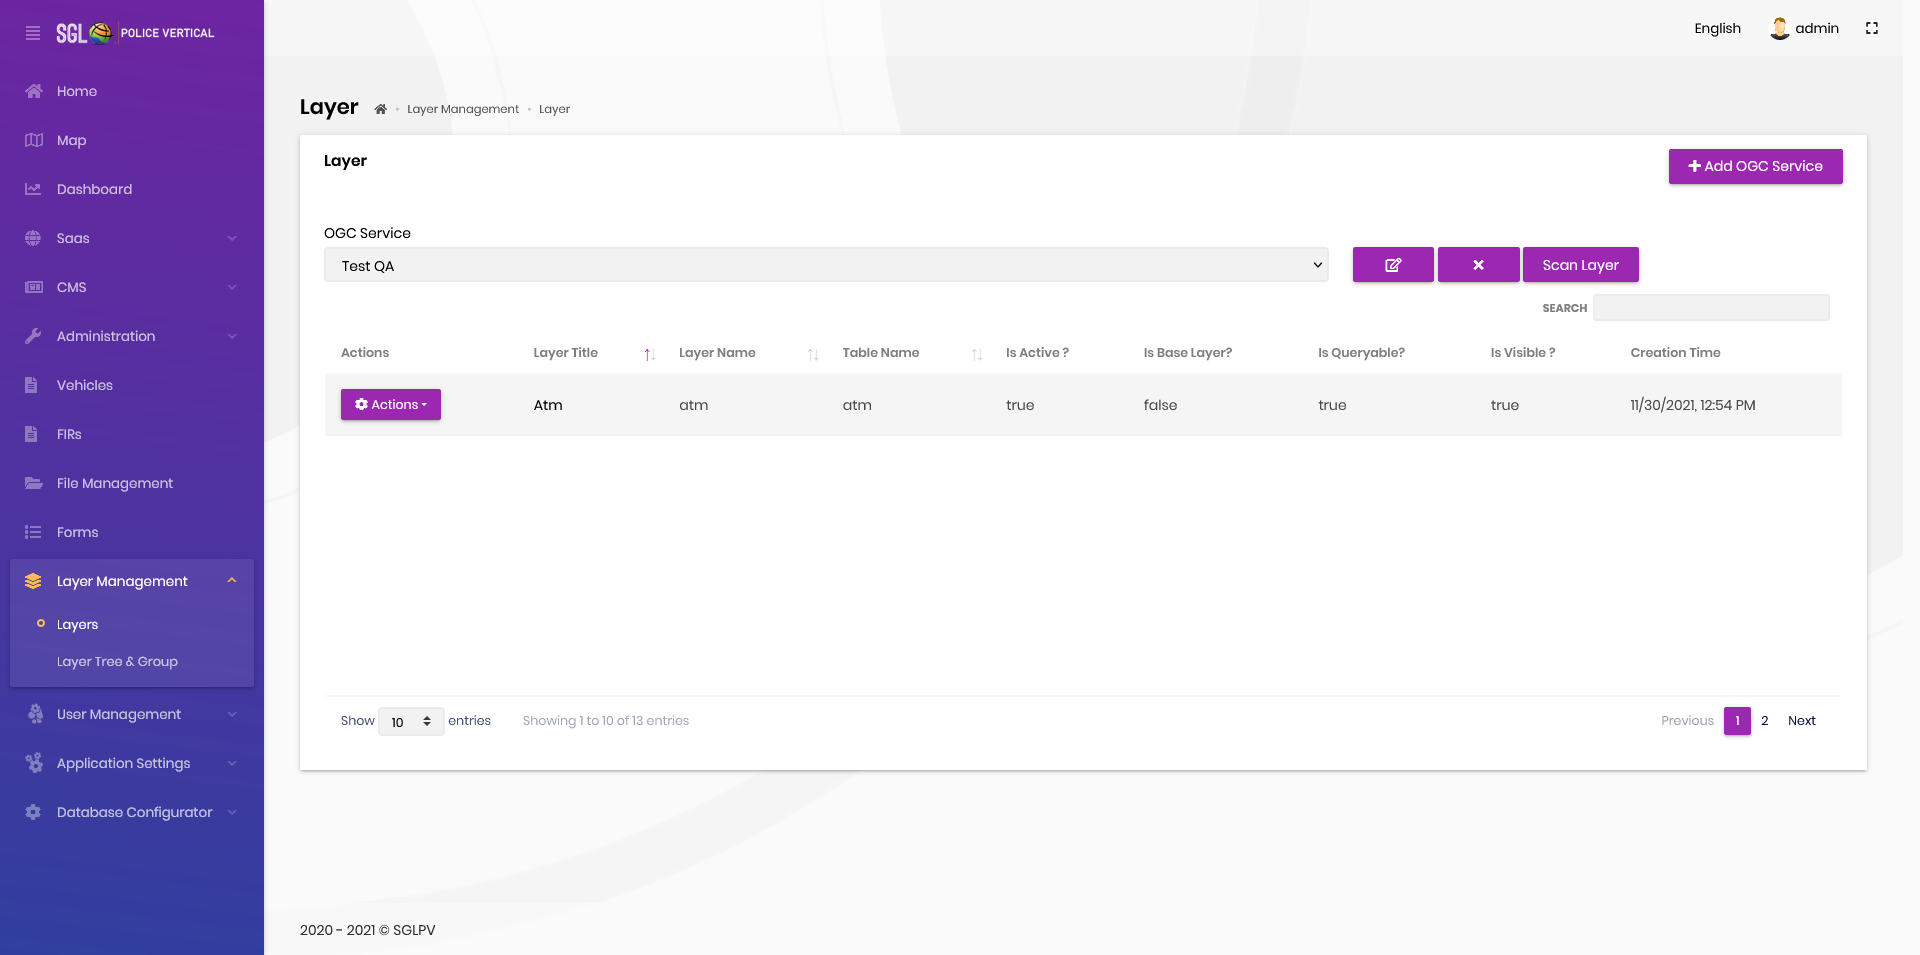 SGL POLICE VERTICAL
English admin
Home
Map
Dashboard
Saas
CMS
Administration
Vehicles
FIRs
File Management
Forms
Layer Management
Layers
Layer Tree & Group
User Management
Application Settings
Database Configurator
Layer Layer Management Layer
Layer
+ Add OGC Service
OGC Service
Test QA
Scan Layer
SEARCH
Actions Layer Title Layer Name Table Name Is Active ? Is Base Layer? Is Queryable? Is Visible ? Creation Time
Actions Atm atm atm true false true true 11/30/2021, 12:54 PM
Show 10 entries Showing 1 to 10 of 13 entries Previous 1 2 Next
2020 - 2021 © SGLPV